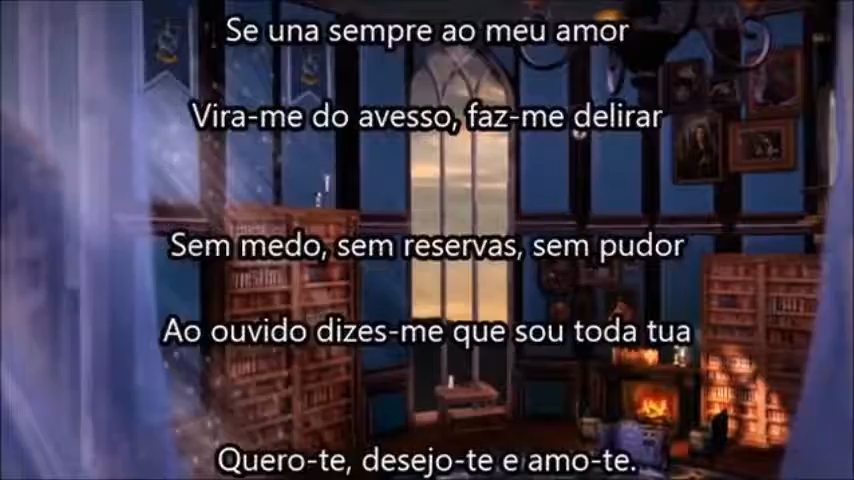 Se una sempre ao meu amor
Vira-me do avesso, faz-me delirar
Sem medo, sem reservas, sem pudor
Ao ouvido dizes-me que sou toda tua
Quero-te, desejo-te e amo-te.